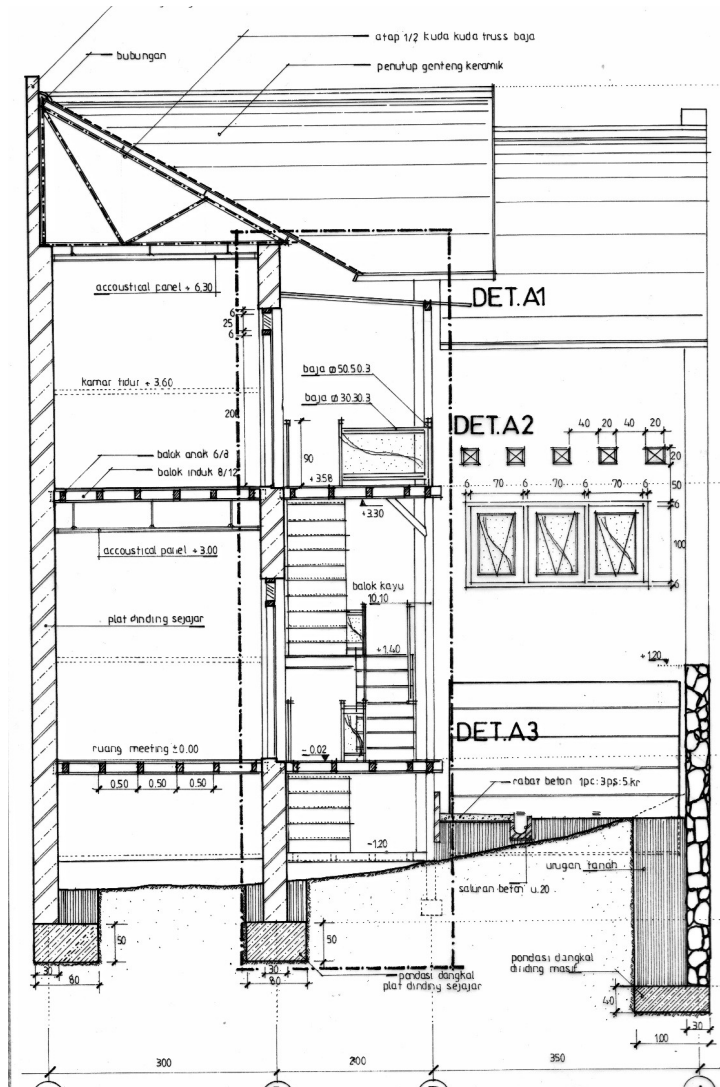 atap 1/2 kuda kuda truss baja
bubungan
penutup genteng keramik
accoustical panel + 6.30
DET.A1
6
25
6
kamar tidur + 3.60
baja ⌀ 50.50.3
baja ⌀ 30.30.3
200
90
DET.A2
40 20 40 20
20
balok anak 6/8
balok induk 8/12
+3.58
+3.30
6 70 6 70 6 70 6
50
6
100
6
accoustical panel +3.00
balok kayu
10.10
plat dinding sejajar
+1.40
+1.20
DET.A3
ruang meeting ±0.00
- 0.02
0.50 0.50 0.50
rabat beton 1pc:3ps:5kr
-1.20
saluran beton u.20
urugan tanah
50
50
30
80
30
80
pondasi dangkal
plat dinding sejajar
pondasi dangkal
dinding masif
40
30
100
300 200 350